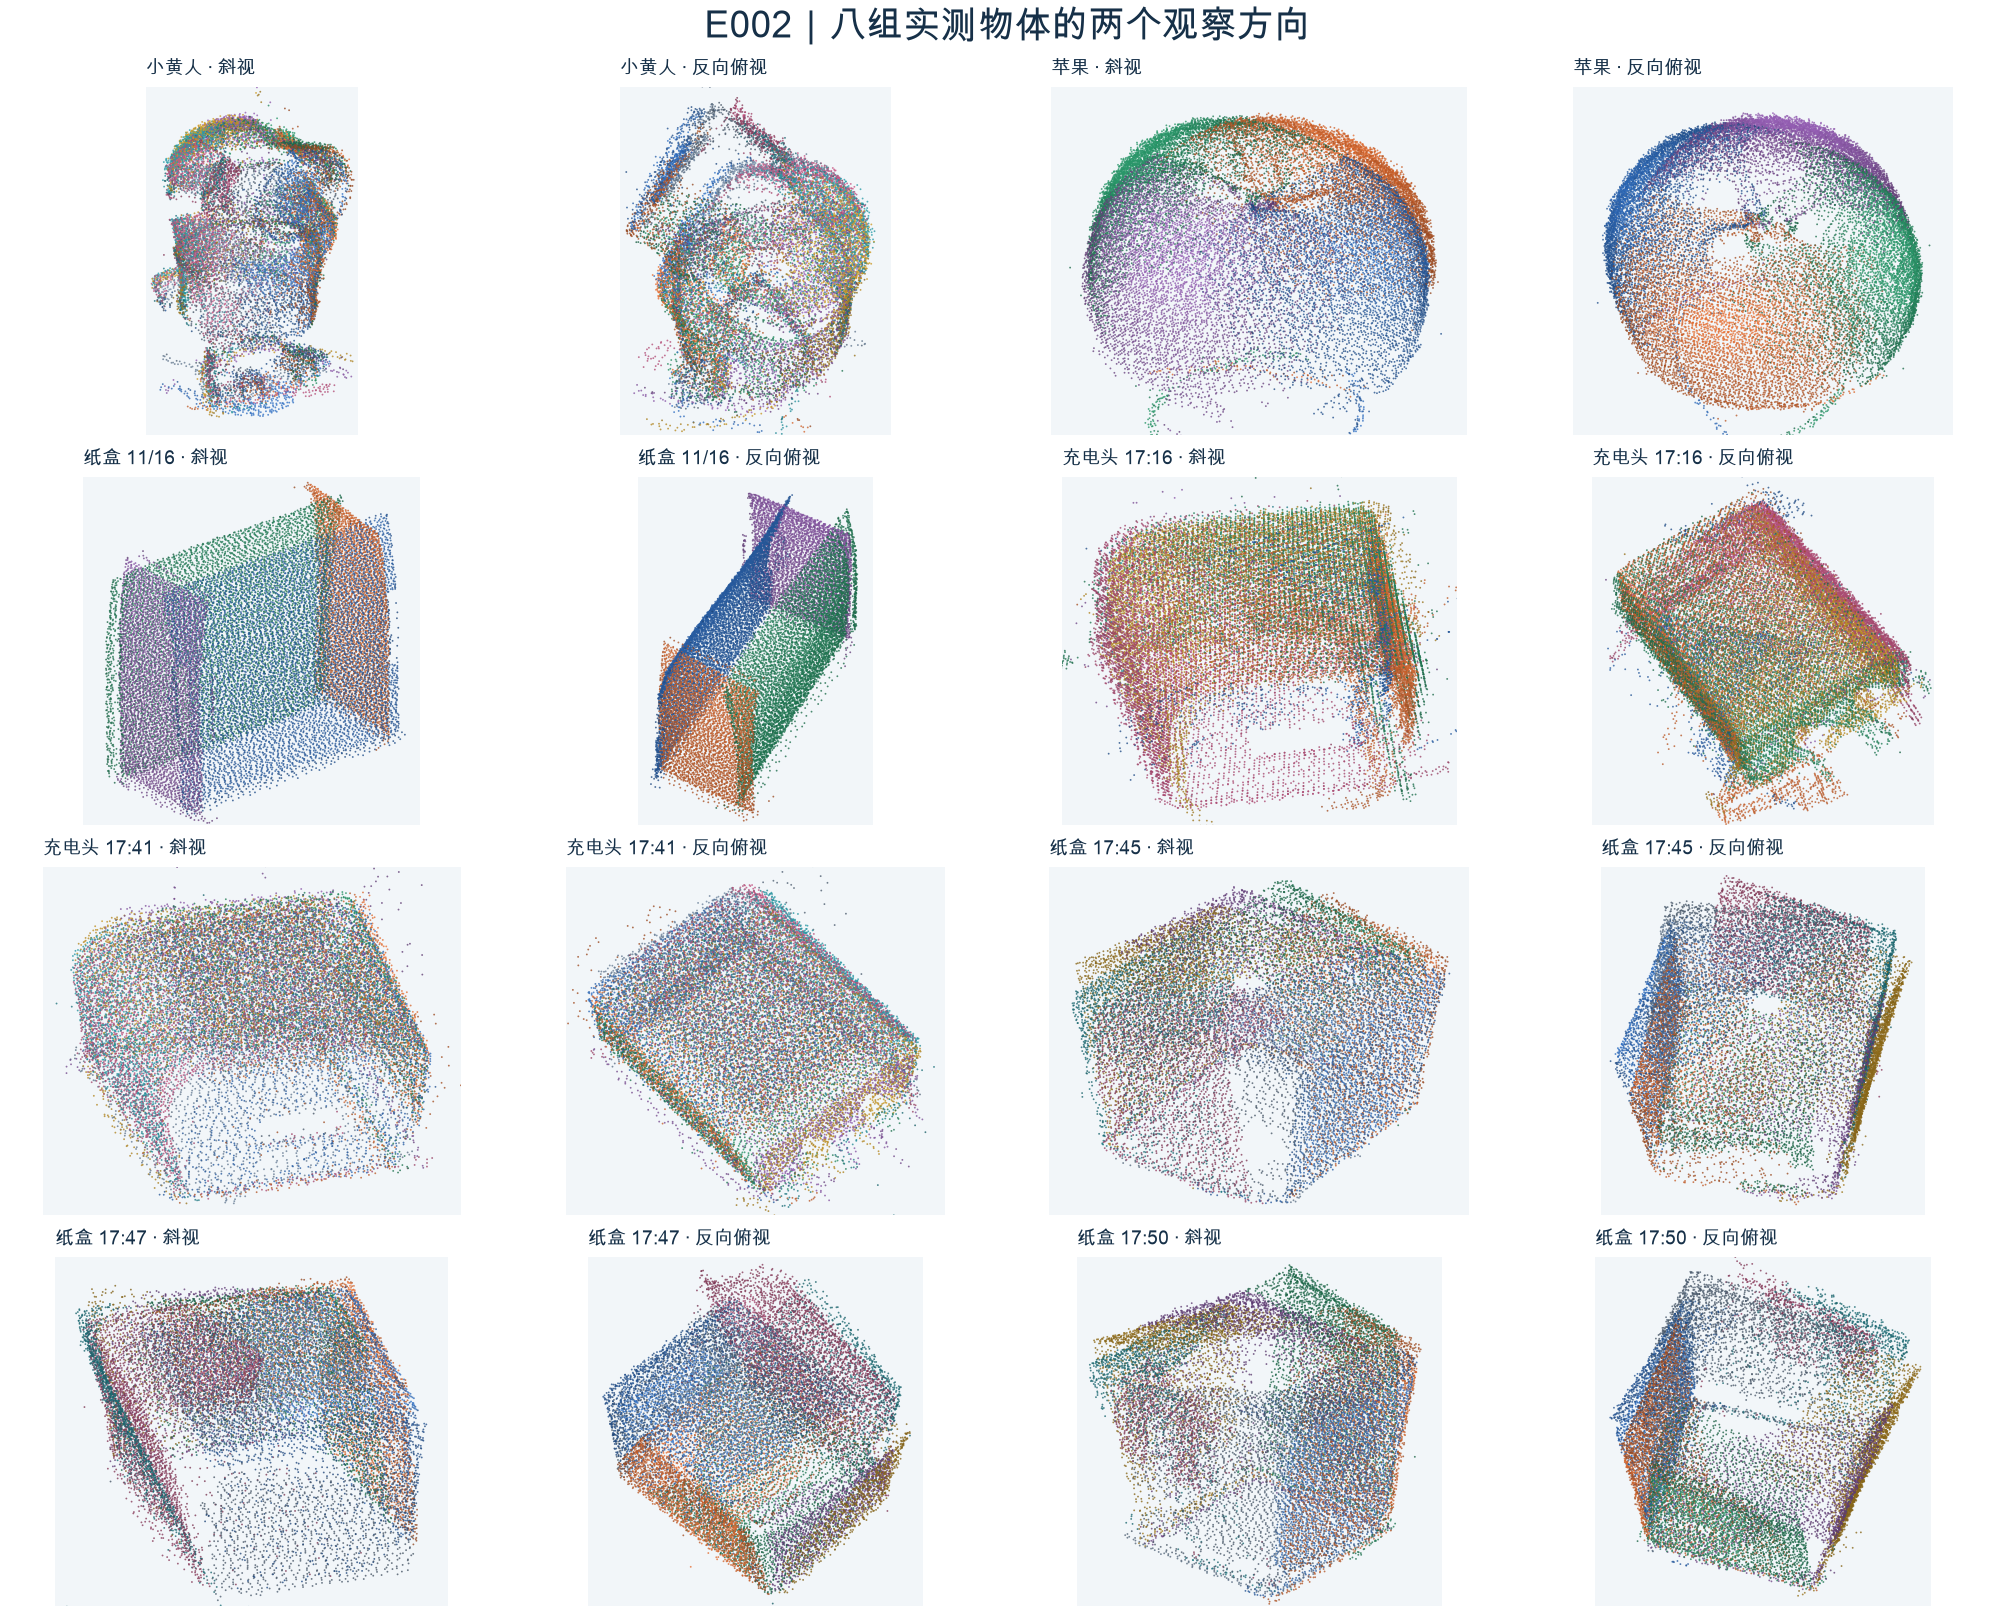 E002 | 八组实测物体的两个观察方向
小黄人 · 斜视
小黄人 · 反向俯视
苹果 · 斜视
苹果 · 反向俯视
纸盒 11/16 · 斜视
纸盒 11/16 · 反向俯视
充电头 17:16 · 斜视
充电头 17:16 · 反向俯视
充电头 17:41 · 斜视
充电头 17:41 · 反向俯视
纸盒 17:45 · 斜视
纸盒 17:45 · 反向俯视
纸盒 17:47 · 斜视
纸盒 17:47 · 反向俯视
纸盒 17:50 · 斜视
纸盒 17:50 · 反向俯视